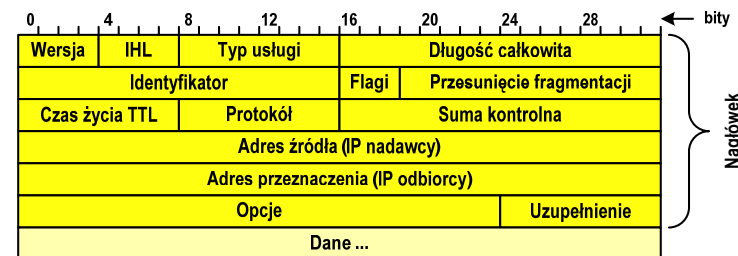 0 4 8 12 16 20 24 28 bity
Wersja IHL Typ usługi Długość całkowita
Identyfikator Flagi Przesunięcie fragmentacji
Czas życia TTL Protokół Suma kontrolna
Adres źródła (IP nadawcy)
Adres przeznaczenia (IP odbiorcy)
Opcje Uzupełnienie
Dane ...
Nagłówek